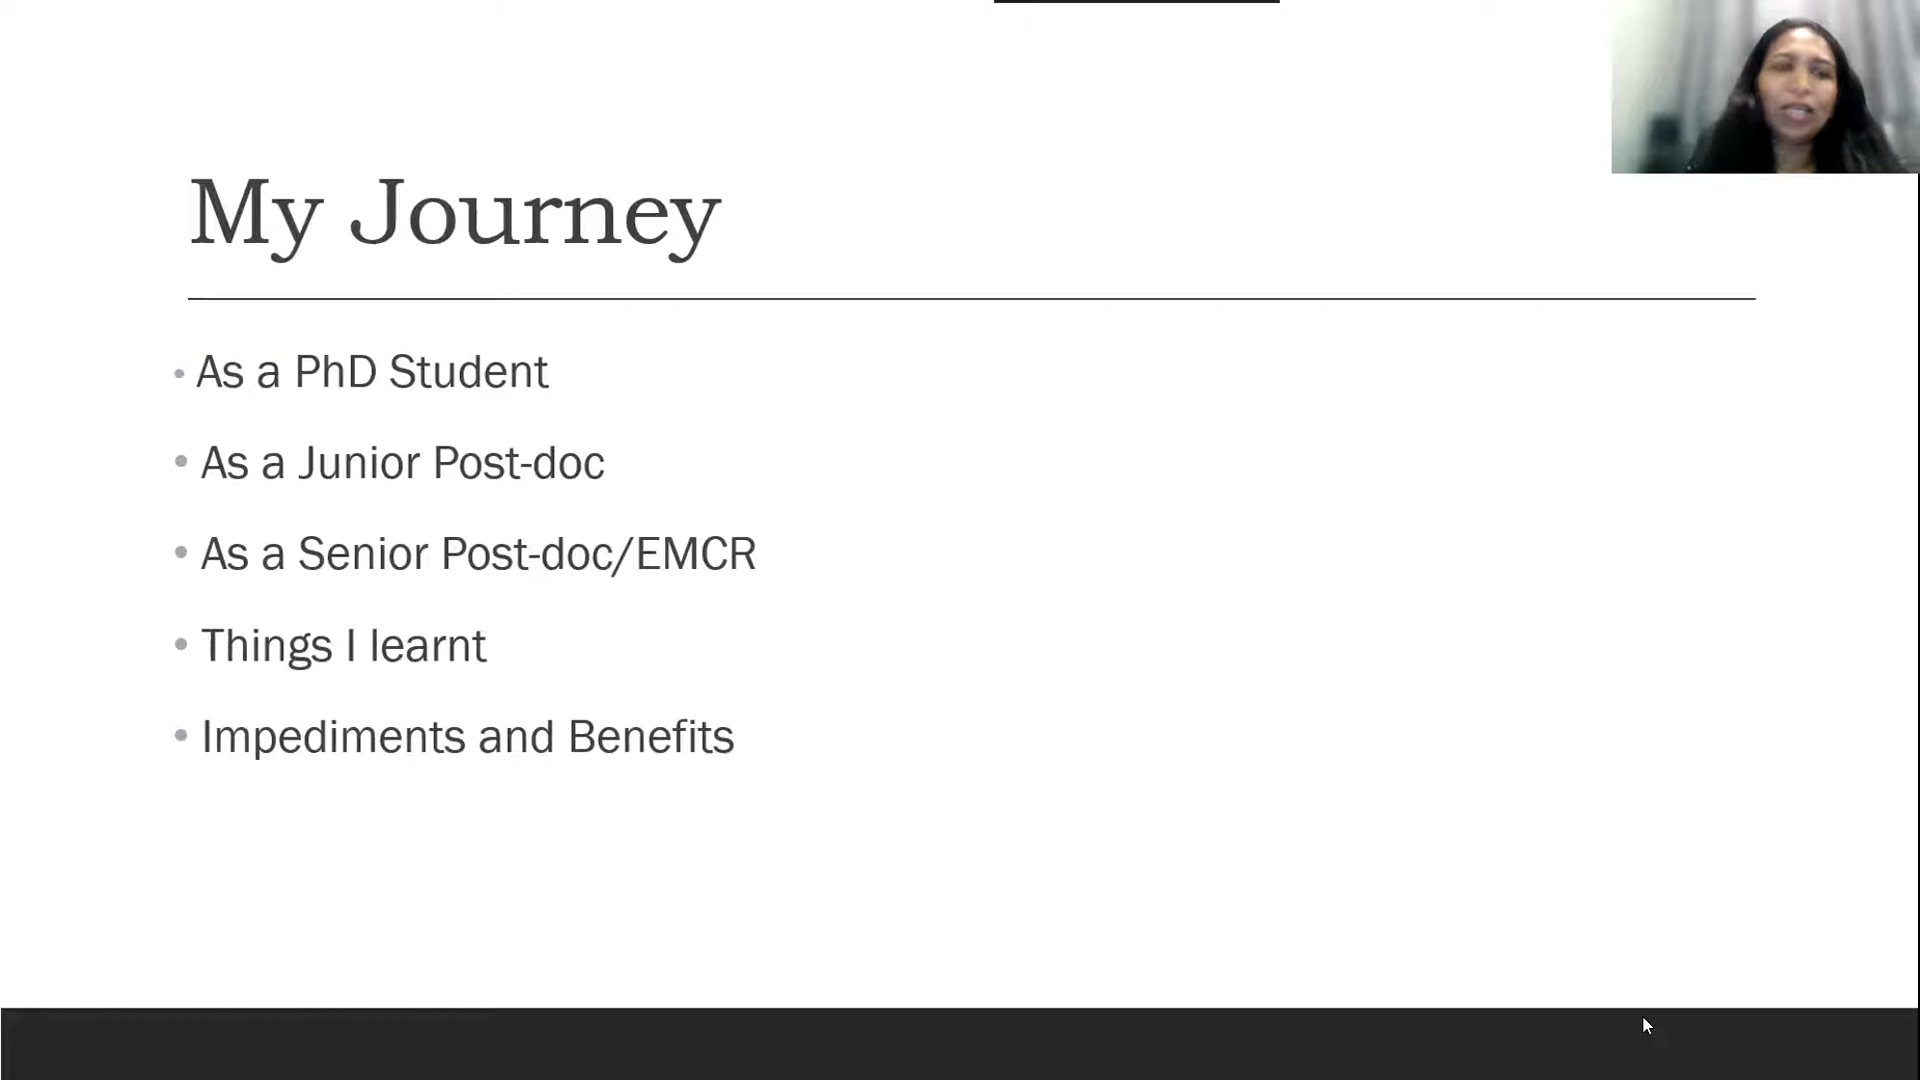 My Journey
• As a PhD Student
• As a Junior Post-doc
• As a Senior Post-doc/EMCR
• Things I learnt
• Impediments and Benefits